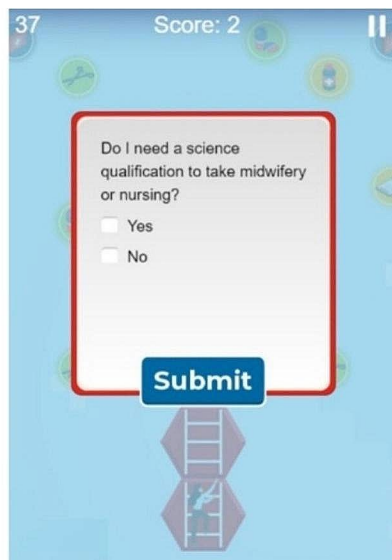 37 Score: 2
Do I need a science
qualification to take midwifery
or nursing?
Yes
No
Submit